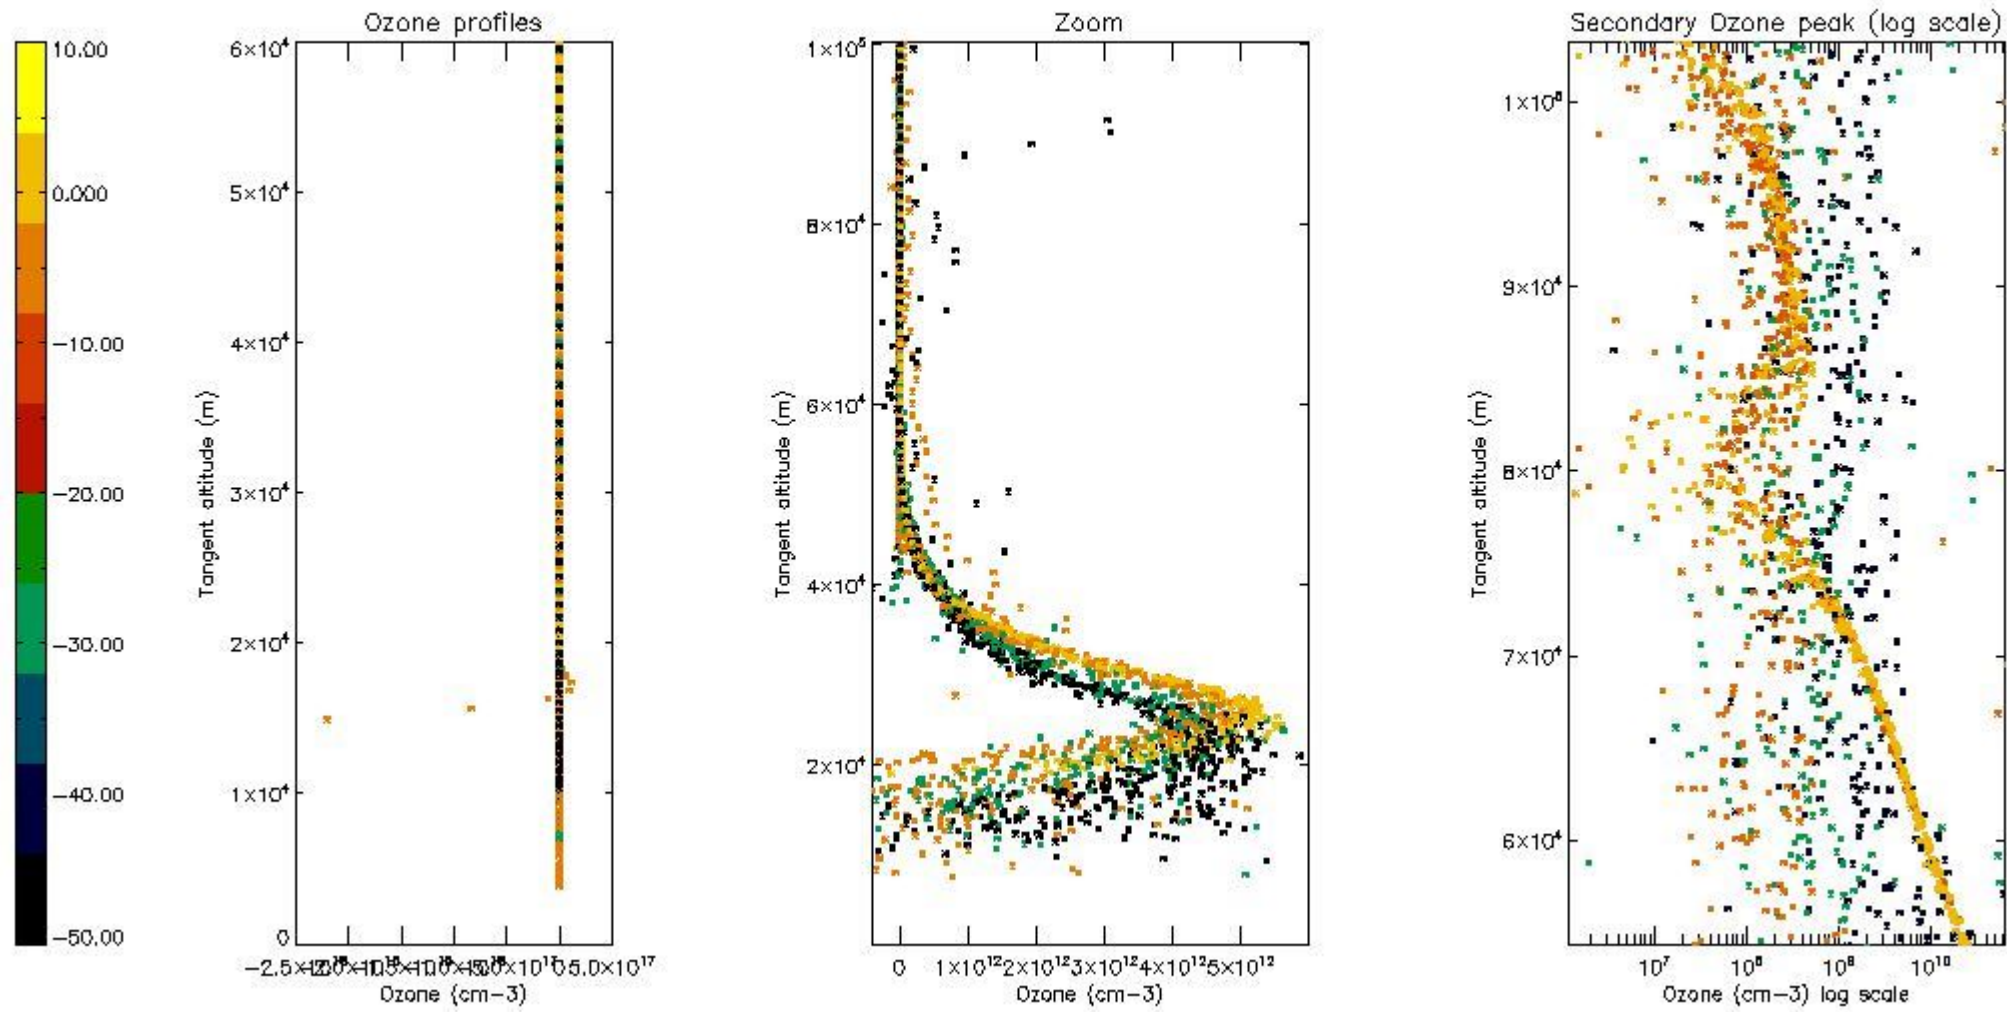 Ozone profiles
Zoom
Secondary Ozone peak (log scale)
10.00
0.000
−10.00
−20.00
−30.00
−40.00
−50.00
6×10⁴
5×10⁴
4×10⁴
3×10⁴
2×10⁴
1×10⁴
0
Tangent altitude (m)
5.0×10¹⁷
Ozone (cm−3)
1×10⁵
8×10⁴
6×10⁴
4×10⁴
2×10⁴
Tangent altitude (m)
0 1×10¹² 2×10¹² 3×10¹² 4×10¹² 5×10¹²
Ozone (cm−3)
9×10⁴
8×10⁴
7×10⁴
6×10⁴
Tangent altitude (m)
10⁷ 10⁸ 10⁹ 10¹⁰
Ozone (cm−3) log scale